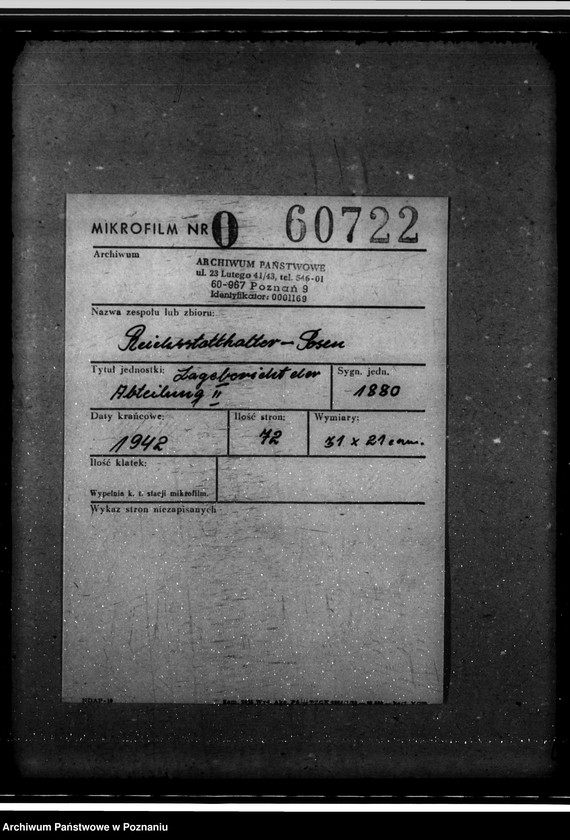 MIKROFILM NR 0 60722
Archiwum
ARCHIWUM PAŃSTWOWE
ul. 23 Lutego 41/43, tel. 546-01
60-967 Poznań 9
Identyfikator: 0001169
Nazwa zespołu lub zbioru:
Reichsstatthalter - Posen
Tytuł jednostki: Lagebericht der
Abteilung II
Sygn. jedn.
1880
Daty krańcowe:
1942
Ilość stron:
72
Wymiary:
31 x 21 cm.
Ilość klatek:
Wypełnia k. t. stacji mikrofilm.
Wykaz stron niezapisanych
Archiwum Państwowe w Poznaniu